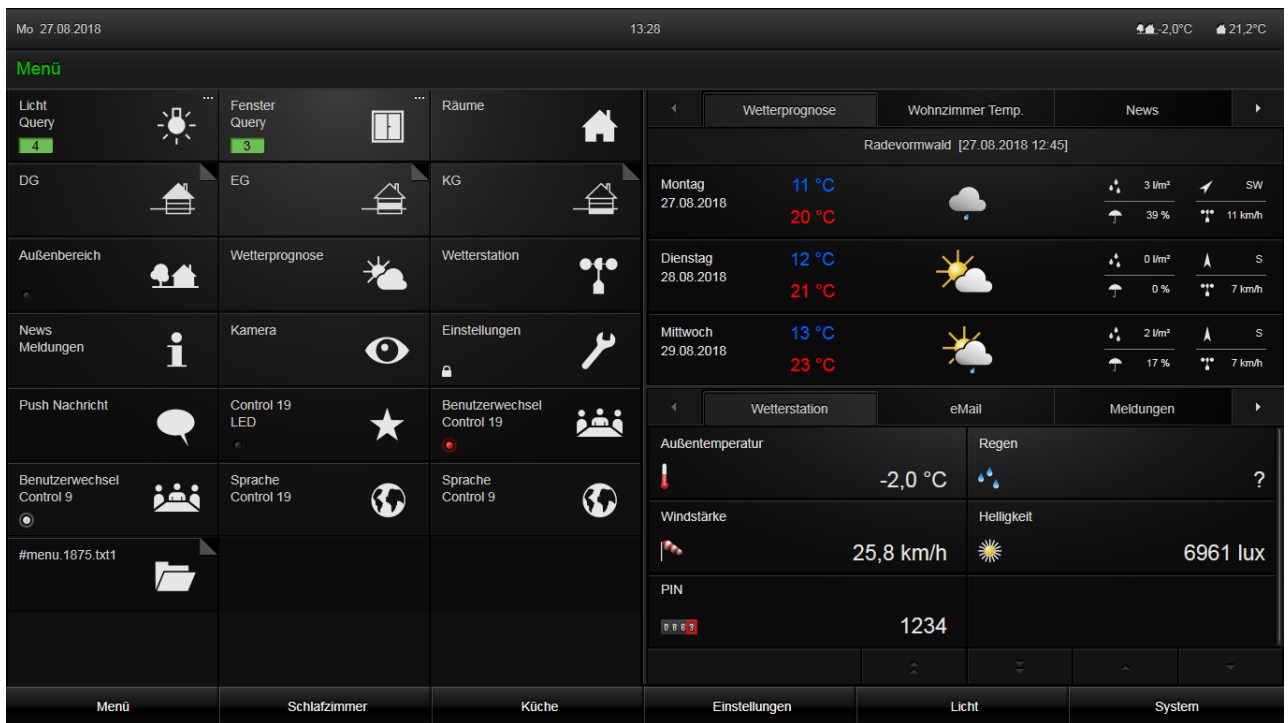 Mo 27.08.2018
13:28
-2,0°C
21,2°C
Menü
Licht
Query
4
Fenster
Query
3
Räume
DG
EG
KG
Außenbereich
Wetterprognose
Wetterstation
News
Meldungen
Kamera
Einstellungen
Push Nachricht
Control 19
LED
Benutzerwechsel
Control 19
Benutzerwechsel
Control 9
Sprache
Control 19
Sprache
Control 9
#menu.1875.txt1
Wetterprognose
Wohnzimmer Temp.
News
Radevormwald [27.08.2018 12:45]
Montag
27.08.2018
11 °C
20 °C
3 l/m²
SW
39 %
11 km/h
Dienstag
28.08.2018
12 °C
21 °C
0 l/m²
S
0 %
7 km/h
Mittwoch
29.08.2018
13 °C
23 °C
2 l/m²
S
17 %
7 km/h
Wetterstation
eMail
Meldungen
Außentemperatur
-2,0 °C
Regen
?
Windstärke
25,8 km/h
Helligkeit
6961 lux
PIN
0 8 6 3
1234
Menü
Schlafzimmer
Küche
Einstellungen
Licht
System